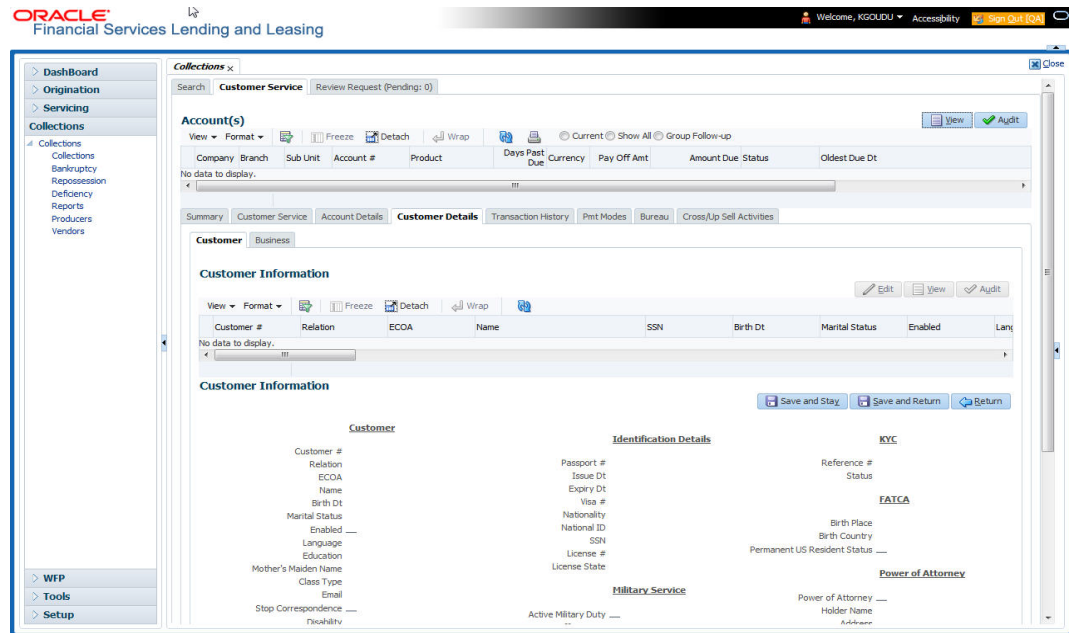 ORACLE
Financial Services Lending and Leasing
Welcome, KGOUDU Accessibility Sign Out [QA]
Close
DashBoard
Origination
Servicing
Collections
Collections
Collections
Bankruptcy
Repossession
Deficiency
Reports
Producers
Vendors
WFP
Tools
Setup
Collections
Search Customer Service Review Request (Pending: 0)
Account(s)
View Audit
View Format Freeze Detach Wrap Current Show All Group Follow-up
Company Branch Sub Unit Account # Product Days Past Due Currency Pay Off Amt Amount Due Status Oldest Due Dt
No data to display.
Summary Customer Service Account Details Customer Details Transaction History Pmt Modes Bureau Cross/Up Sell Activities
Customer Business
Customer Information
Edit View Audit
View Format Freeze Detach Wrap
Customer # Relation ECOA Name SSN Birth Dt Marital Status Enabled Lang
No data to display.
Customer Information
Save and Stay Save and Return Return
Customer
Customer #
Relation
ECOA
Name
Birth Dt
Marital Status
Enabled
Language
Education
Mother's Maiden Name
Class Type
Email
Stop Correspondence
Disability
Identification Details
Passport #
Issue Dt
Expiry Dt
Visa #
Nationality
National ID
SSN
License #
License State
Military Service
Active Military Duty
KYC
Reference #
Status
FATCA
Birth Place
Birth Country
Permanent US Resident Status
Power of Attorney
Power of Attorney
Holder Name
Address